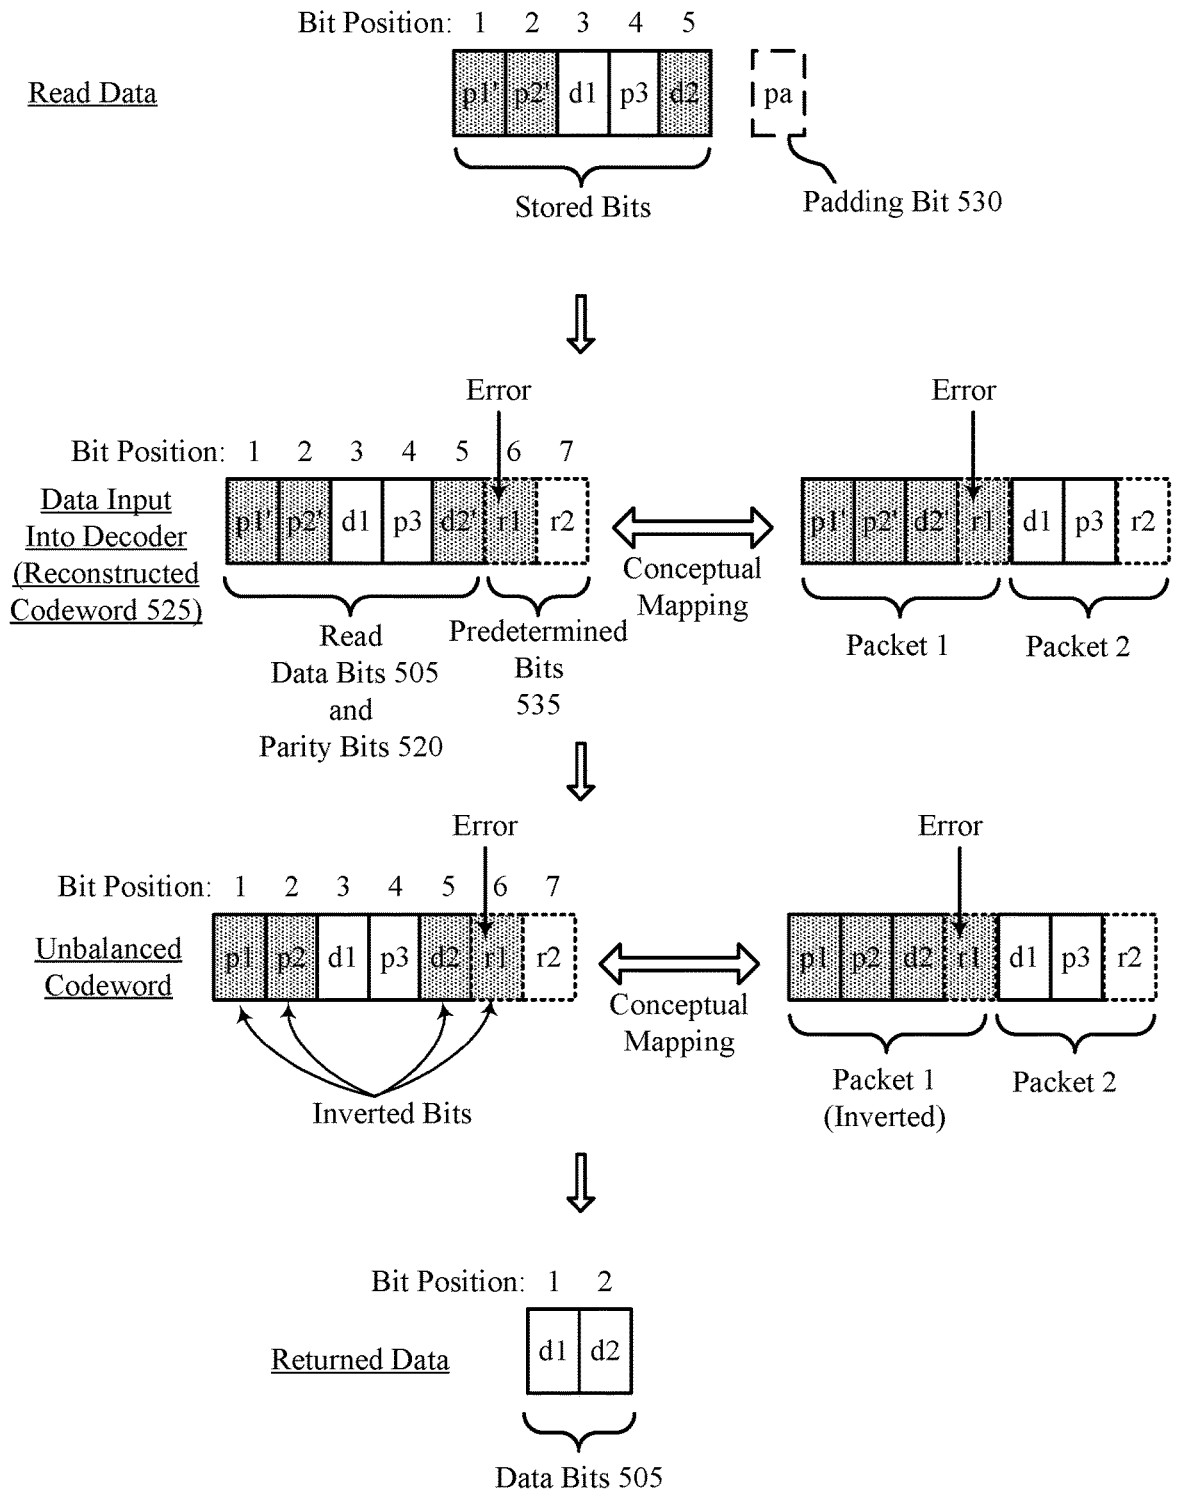 Bit Position: 1 2 3 4 5
Read Data
p1' p2' d1 p3 d2 pa
Stored Bits
Padding Bit 530
Error
Error
Bit Position: 1 2 3 4 5 6 7
Data Input
Into Decoder
(Reconstructed
Codeword 525)
p1' p2' d1 p3 d2' r1 r2
p1' p2' d2' r1 d1 p3 r2
Conceptual
Mapping
Read
Data Bits 505
and
Parity Bits 520
Predetermined
Bits
535
Packet 1
Packet 2
Error
Error
Bit Position: 1 2 3 4 5 6 7
Unbalanced
Codeword
p1 p2 d1 p3 d2 r1 r2
p1 p2 d2 r1 d1 p3 r2
Conceptual
Mapping
Inverted Bits
Packet 1
(Inverted)
Packet 2
Bit Position: 1 2
Returned Data
d1 d2
Data Bits 505